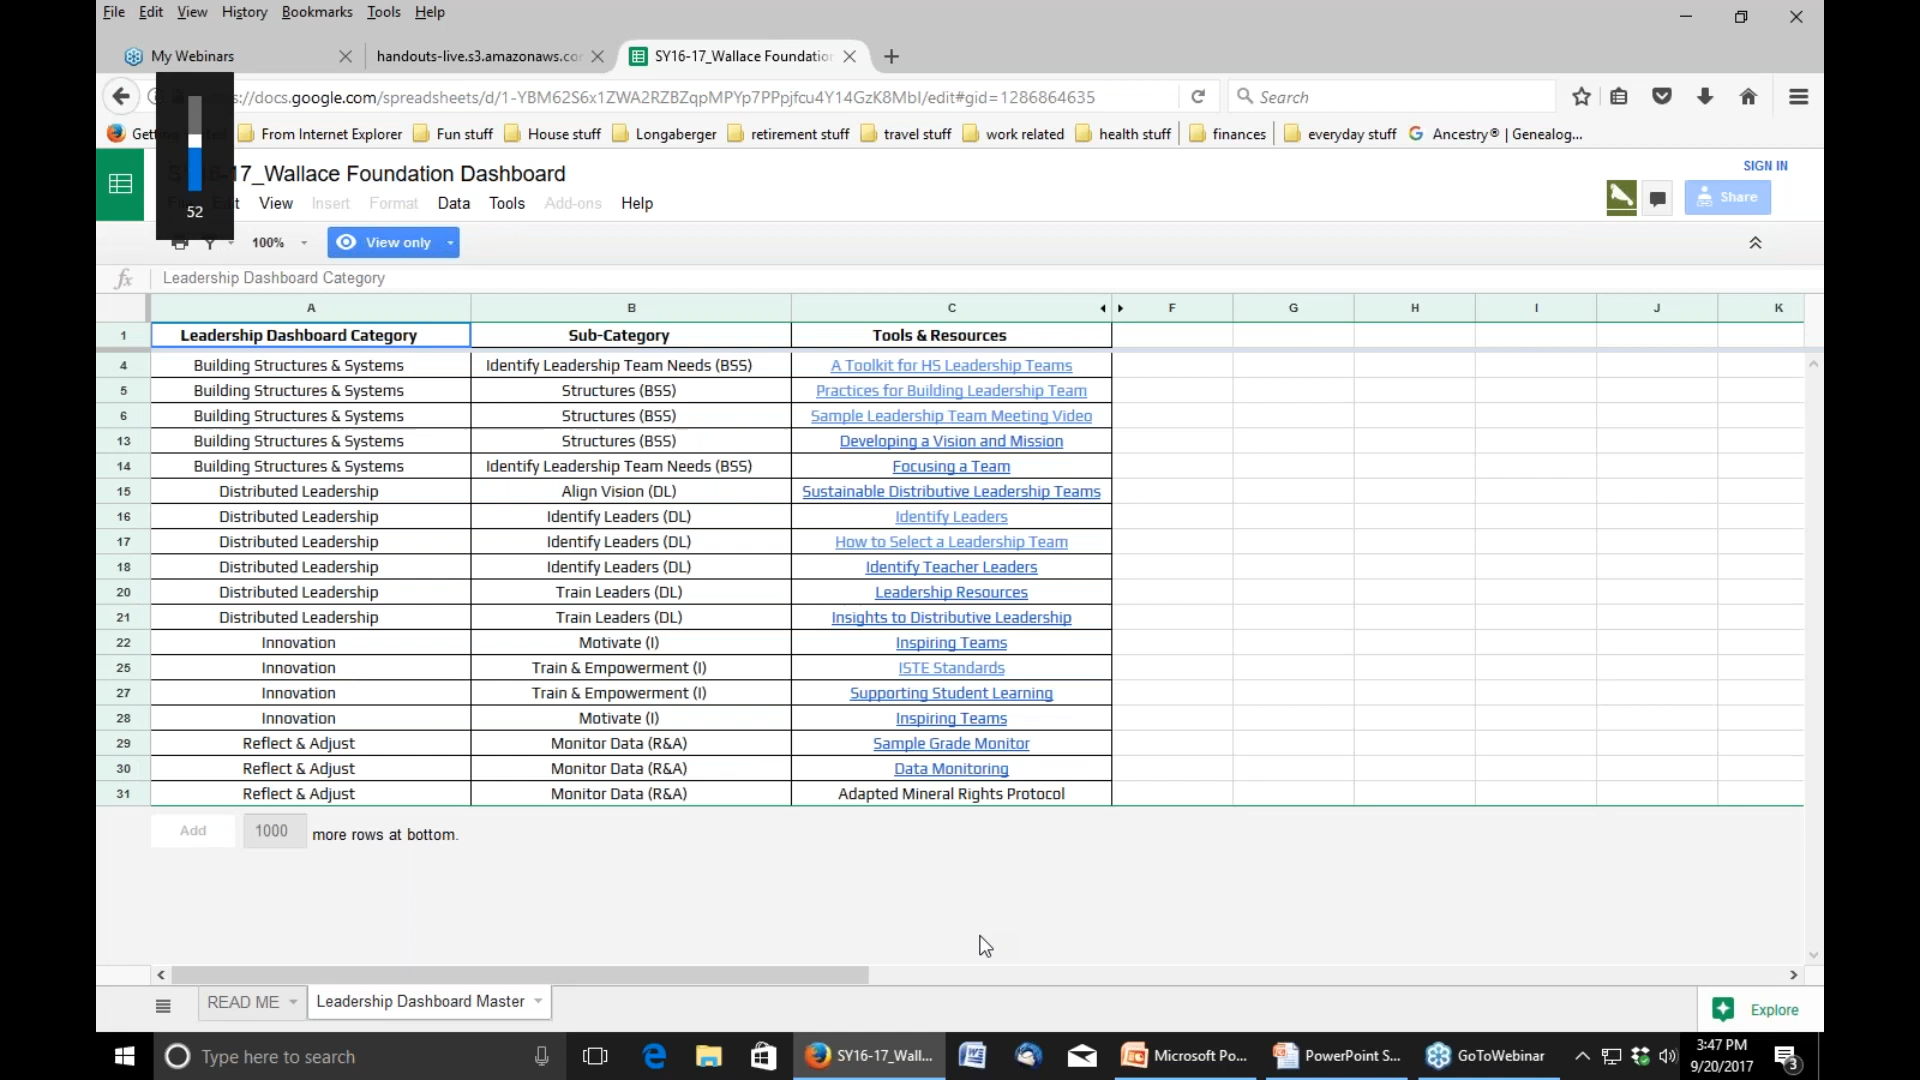 File Edit View History Bookmarks Tools Help
My Webinars
handouts-live.s3.amazonaws.cor
SY16-17_Wallace Foundation
://docs.google.com/spreadsheets/d/1-YBM62S6x1ZWA2RZBZqpMPYp7PPpjfcu4Y14GzK8MbI/edit#gid=1286864635
Search
From Internet Explorer Fun stuff House stuff Longaberger retirement stuff travel stuff work related health stuff finances everyday stuff Ancestry® | Genealog...
17_Wallace Foundation Dashboard
SIGN IN
View Insert Format Data Tools Add-ons Help
Share
52
100% View only
fx Leadership Dashboard Category
A B C F G H I J K
1 Leadership Dashboard Category Sub-Category Tools & Resources
4 Building Structures & Systems Identify Leadership Team Needs (BSS) A Toolkit for HS Leadership Teams
5 Building Structures & Systems Structures (BSS) Practices for Building Leadership Team
6 Building Structures & Systems Structures (BSS) Sample Leadership Team Meeting Video
13 Building Structures & Systems Structures (BSS) Developing a Vision and Mission
14 Building Structures & Systems Identify Leadership Team Needs (BSS) Focusing a Team
15 Distributed Leadership Align Vision (DL) Sustainable Distributive Leadership Teams
16 Distributed Leadership Identify Leaders (DL) Identify Leaders
17 Distributed Leadership Identify Leaders (DL) How to Select a Leadership Team
18 Distributed Leadership Identify Leaders (DL) Identify Teacher Leaders
20 Distributed Leadership Train Leaders (DL) Leadership Resources
21 Distributed Leadership Train Leaders (DL) Insights to Distributive Leadership
22 Innovation Motivate (I) Inspiring Teams
25 Innovation Train & Empowerment (I) ISTE Standards
27 Innovation Train & Empowerment (I) Supporting Student Learning
28 Innovation Motivate (I) Inspiring Teams
29 Reflect & Adjust Monitor Data (R&A) Sample Grade Monitor
30 Reflect & Adjust Monitor Data (R&A) Data Monitoring
31 Reflect & Adjust Monitor Data (R&A) Adapted Mineral Rights Protocol
Add 1000 more rows at bottom.
READ ME Leadership Dashboard Master
Explore
Type here to search
SY16-17_Wall...
Microsoft Po...
PowerPoint S...
GoToWebinar
3:47 PM
9/20/2017
3